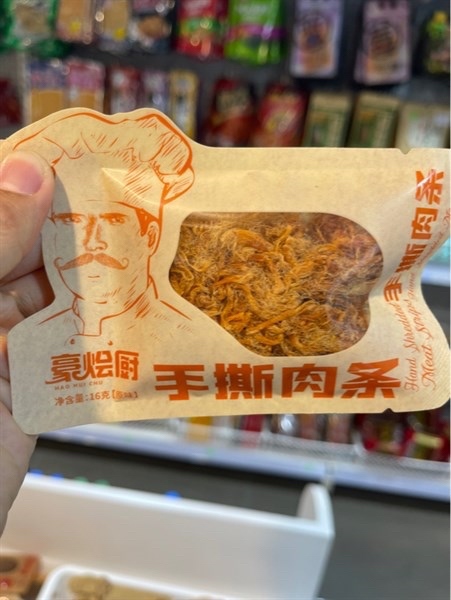 豪烩厨
HAO HUI CHU
净含量:16克
手撕肉条
手撕肉条
Hand Shredded
Meat Strip